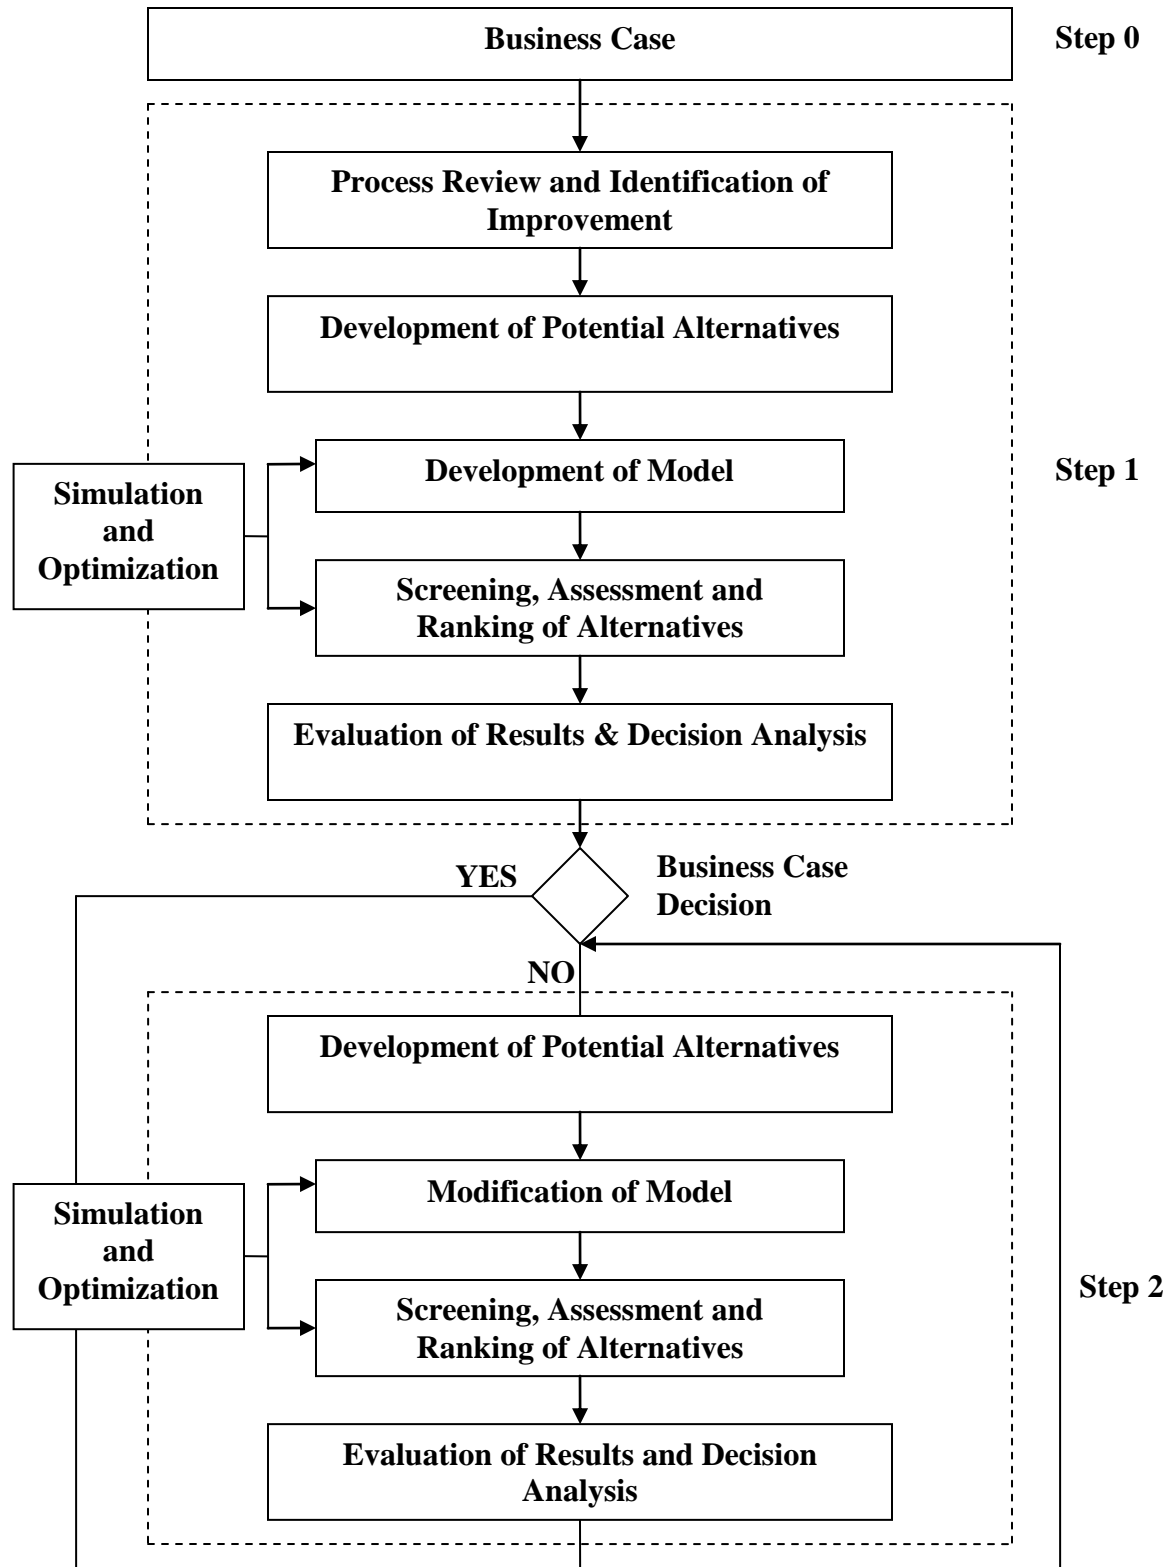 Business Case
Step 0
Process Review and Identification of
Improvement
Development of Potential Alternatives
Development of Model
Step 1
Simulation
and
Optimization
Screening, Assessment and
Ranking of Alternatives
Evaluation of Results & Decision Analysis
YES
Business Case
Decision
NO
Development of Potential Alternatives
Modification of Model
Simulation
and
Optimization
Step 2
Screening, Assessment and
Ranking of Alternatives
Evaluation of Results and Decision
Analysis